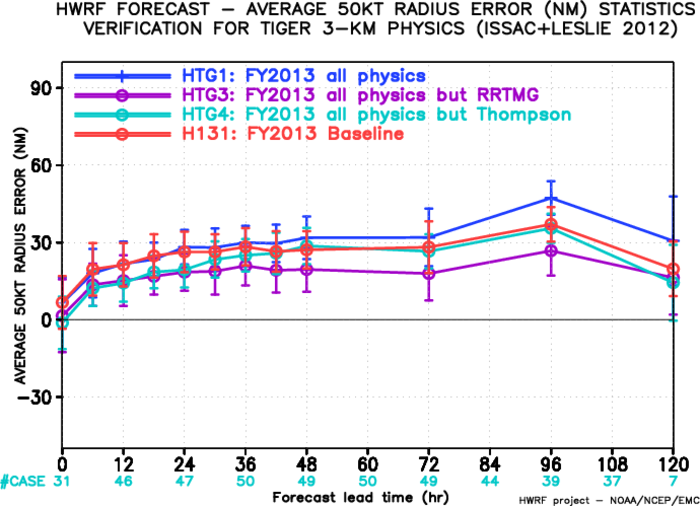 HWRF FORECAST – AVERAGE 50KT RADIUS ERROR (NM) STATISTICS
VERIFICATION FOR TIGER 3–KM PHYSICS (ISSAC+LESLIE 2012)
HTG1: FY2013 all physics
HTG3: FY2013 all physics but RRTMG
HTG4: FY2013 all physics but Thompson
H131: FY2013 Baseline
AVERAGE 50KT RADIUS ERROR (NM)
90
60
30
0
–30
0 12 24 36 48 60 72 84 96 108 120
#CASE 31 46 47 50 49 50 49 44 39 37 7
Forecast lead time (hr)
HWRF project – NOAA/NCEP/EMC